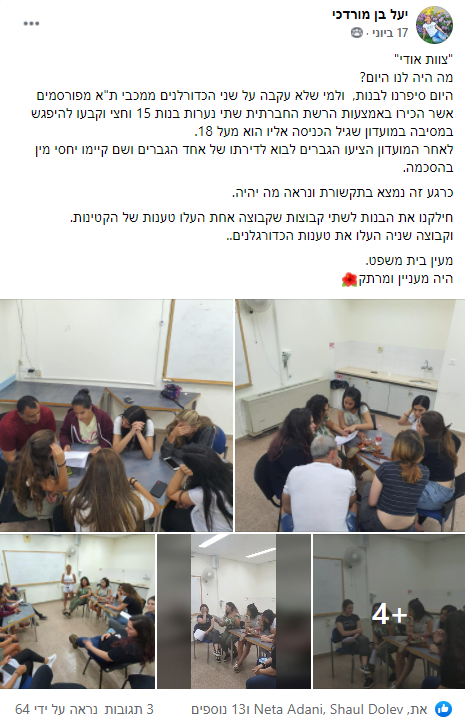 יעל בן מורדכי
17 ביוני ·
"צוות אודי"
מה היה לנו היום?
היום סיפרנו לבנות, ולמי שלא עקבה על שני הכדורלנים ממכבי ת"א מפורסמים
אשר הכירו באמצעות הרשת החברתית שתי נערות בנות 15 וחצי וקבעו להיפגש
במסיבה במועדון שגיל הכניסה אליו הוא מעל 18.
לאחר המועדון הציעו הגברים לבוא לדירתו של אחד הגברים ושם קיימו יחסי מין
בהסכמה.
כרגע זה נמצא בתקשורת ונראה מה יהיה.
חילקנו את הבנות לשתי קבוצות שקבוצה אחת העלו טענות של הקטינות.
וקבוצה שניה העלו את טענות הכדורגלנים..
מעין בית משפט.
היה מעניין ומרתק🌺
4+
את, Neta Adani, Shaul Dolev ו13 נוספים
3 תגובות נראה על ידי 64